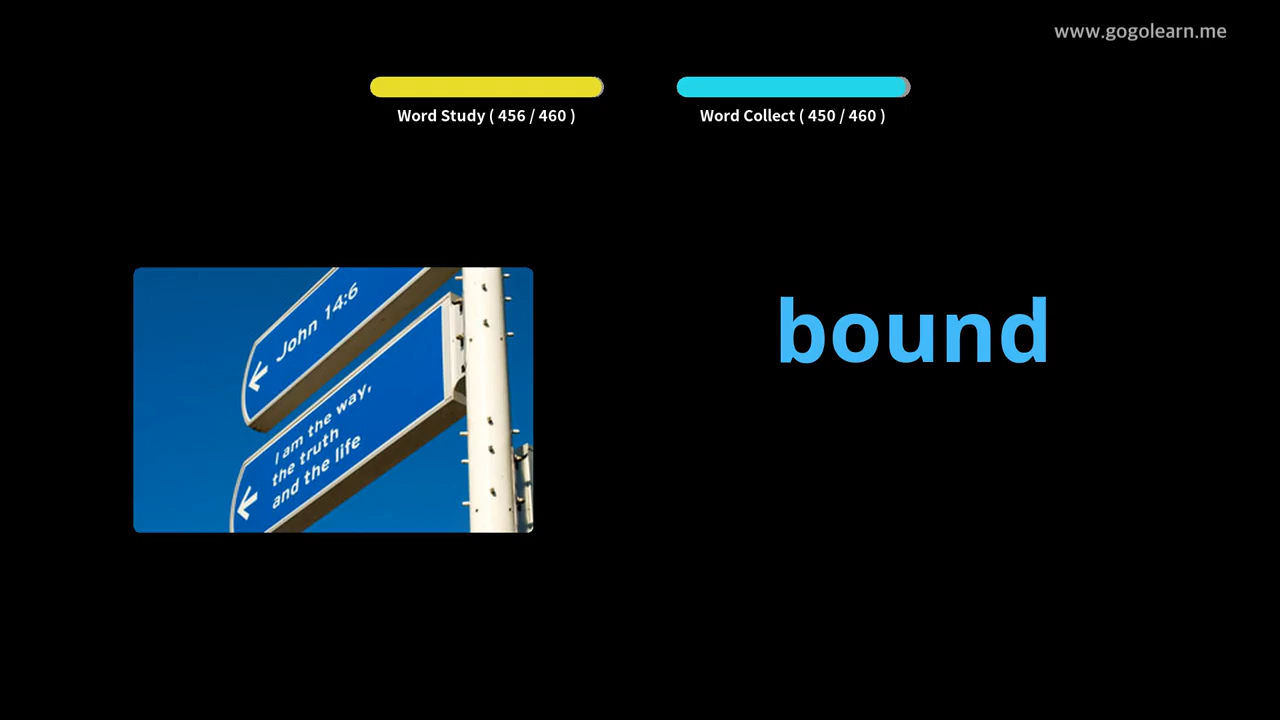 www.gogolearn.me
Word Study ( 456 / 460 )
Word Collect ( 450 / 460 )
John 14:6
I am the way,
the truth
and the life
bound